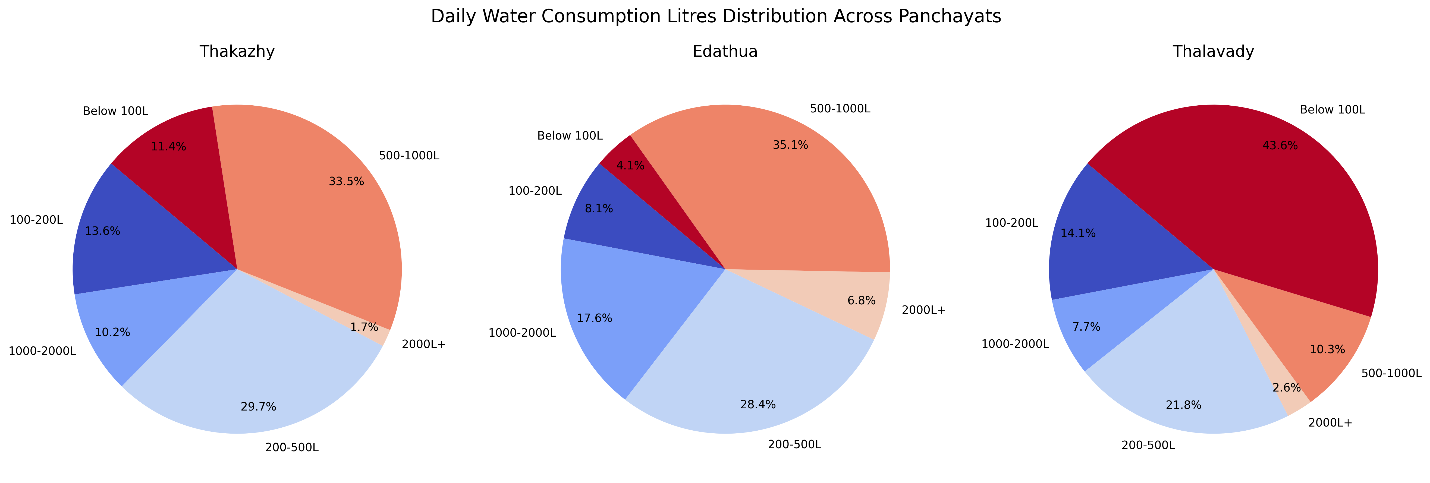 Daily Water Consumption Litres Distribution Across Panchayats
Thakazhy
Below 100L
11.4%
500-1000L
33.5%
100-200L
13.6%
1000-2000L
10.2%
1.7%
2000L+
29.7%
200-500L
Edathua
500-1000L
35.1%
Below 100L
4.1%
100-200L
8.1%
6.8%
2000L+
17.6%
1000-2000L
28.4%
200-500L
Thalavady
Below 100L
43.6%
100-200L
14.1%
7.7%
1000-2000L
10.3%
500-1000L
2.6%
2000L+
21.8%
200-500L